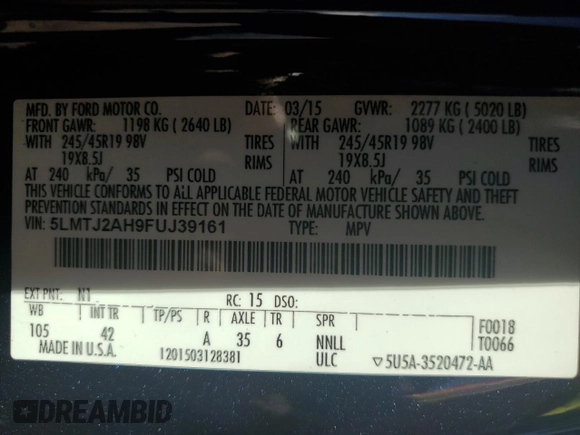 MFD. BY FORD MOTOR CO. DATE: 03/15 GVWR: 2277 KG ( 5020 LB)
FRONT GAWR: 1198 KG ( 2640 LB) REAR GAWR: 1089 KG ( 2400 LB)
WITH 245/45R19 98V TIRES WITH 245/45R19 98V TIRES
19X8.5J RIMS 19X8.5J RIMS
AT 240 kPa/ 35 PSI COLD AT 240 kPa/ 35 PSI COLD
THIS VEHICLE CONFORMS TO ALL APPLICABLE FEDERAL MOTOR VEHICLE SAFETY AND THEFT
PREVENTION STANDARDS IN EFFECT ON THE DATE OF MANUFACTURE SHOWN ABOVE.
VIN: 5LMTJ2AH9FUJ39161 TYPE: MPV
EXT PNT: N1 RC: 15 DSO:
WB INT TR TP/PS R AXLE TR SPR F0018
105 42 A 35 6 NNLL T0066
MADE IN U.S.A. 1201503128381 ULC ▽5U5A-3520472-AA
DREAMBID